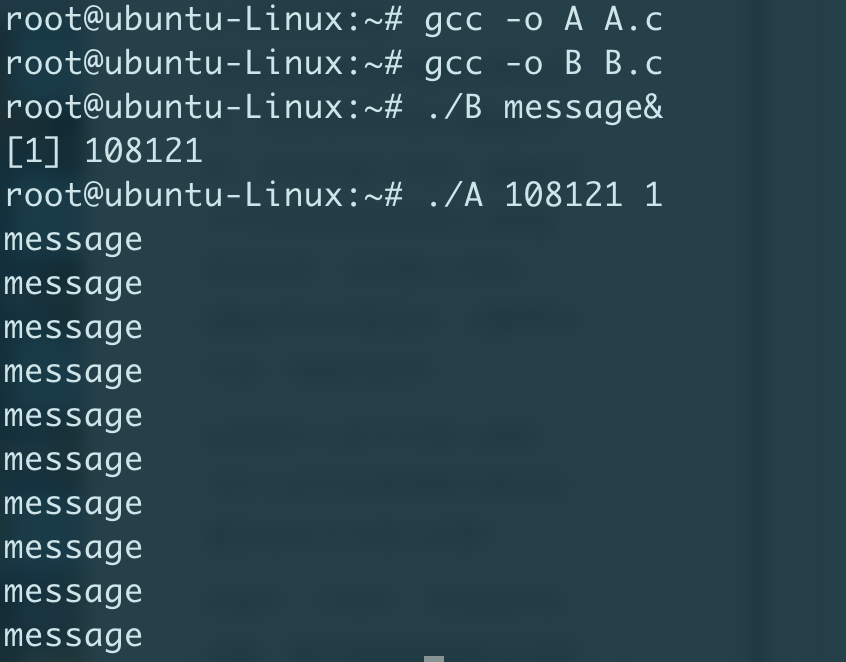 root@ubuntu-Linux:~# gcc -o A A.c
root@ubuntu-Linux:~# gcc -o B B.c
root@ubuntu-Linux:~# ./B message&
[1] 108121
root@ubuntu-Linux:~# ./A 108121 1
message
message
message
message
message
message
message
message
message
message